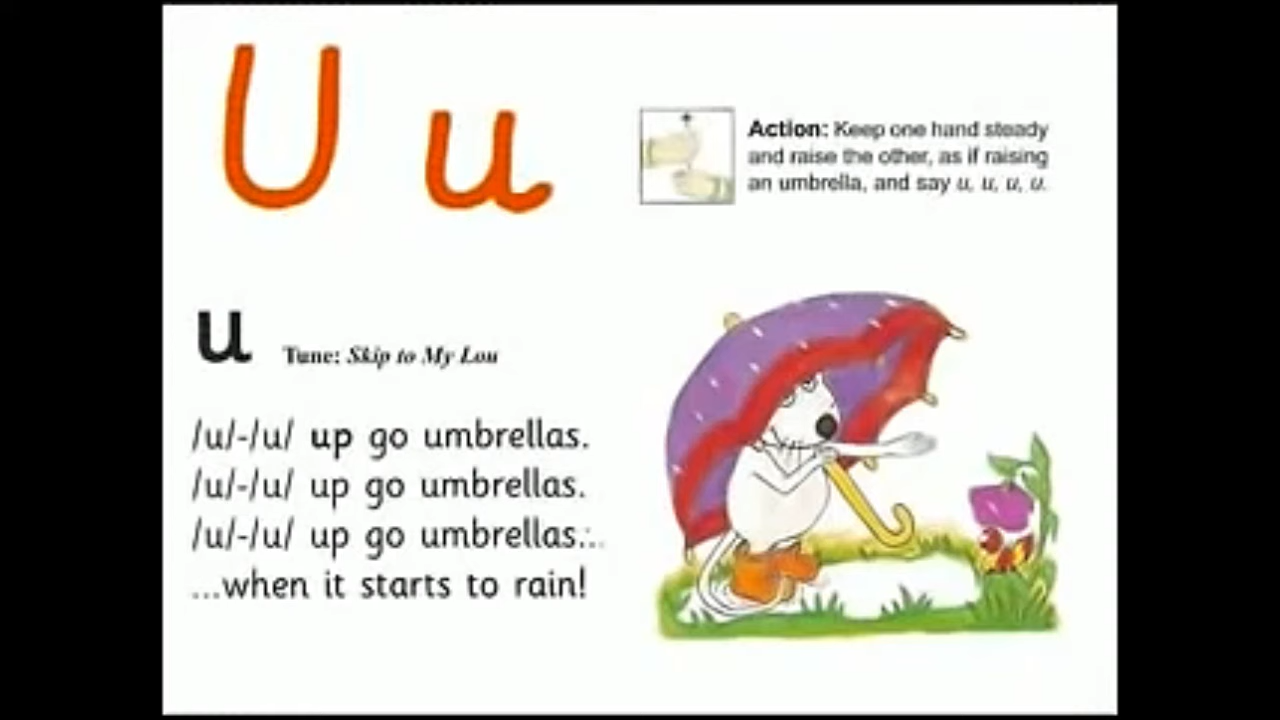 U u
Action: Keep one hand steady
and raise the other, as if raising
an umbrella, and say u, u, u, u.
u
Tune: Skip to My Lou
/u/-/u/ up go umbrellas.
/u/-/u/ up go umbrellas.
/u/-/u/ up go umbrellas...
...when it starts to rain!